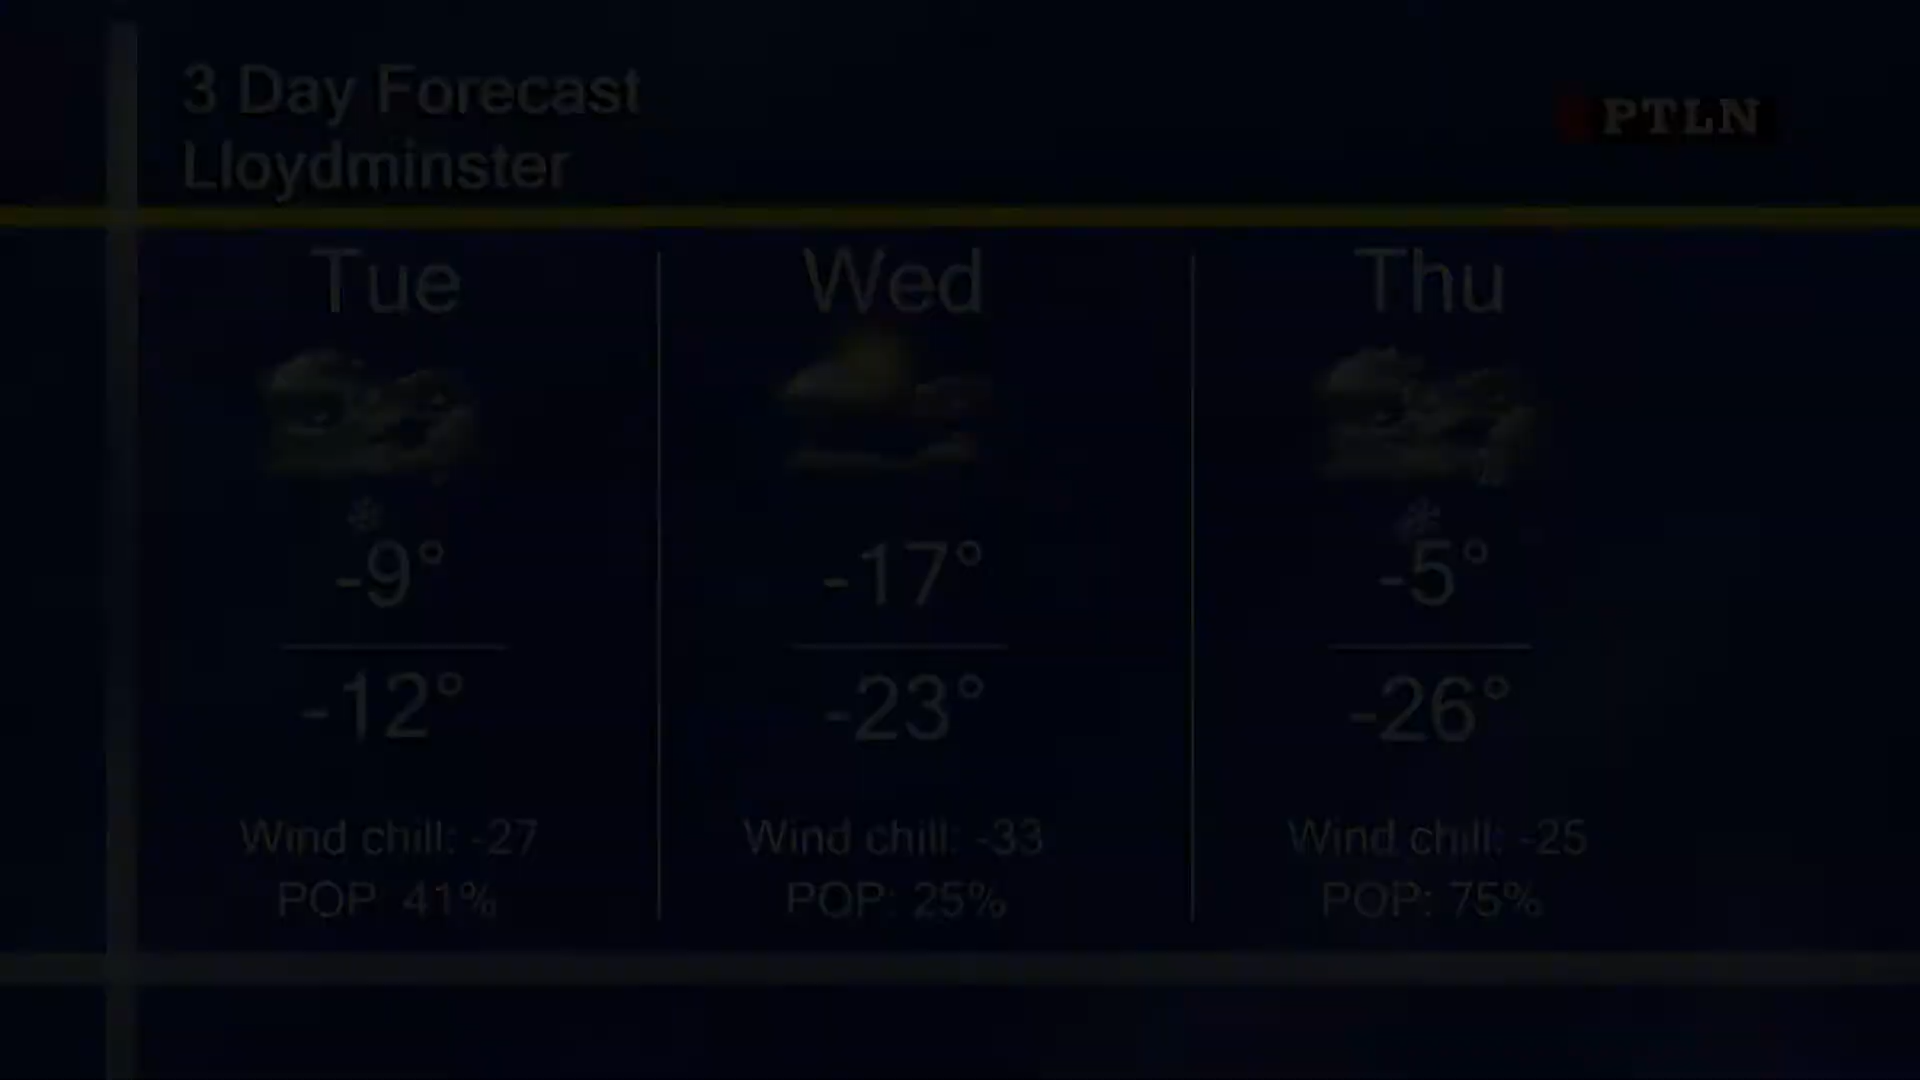 3 Day Forecast
Lloydminster
PTLN
Tue
Wed
Thu
-9°
-17°
-5°
-12°
-23°
-26°
Wind chill: -27
Wind chill: -33
Wind chill: -25
POP: 41%
POP: 25%
POP: 75%